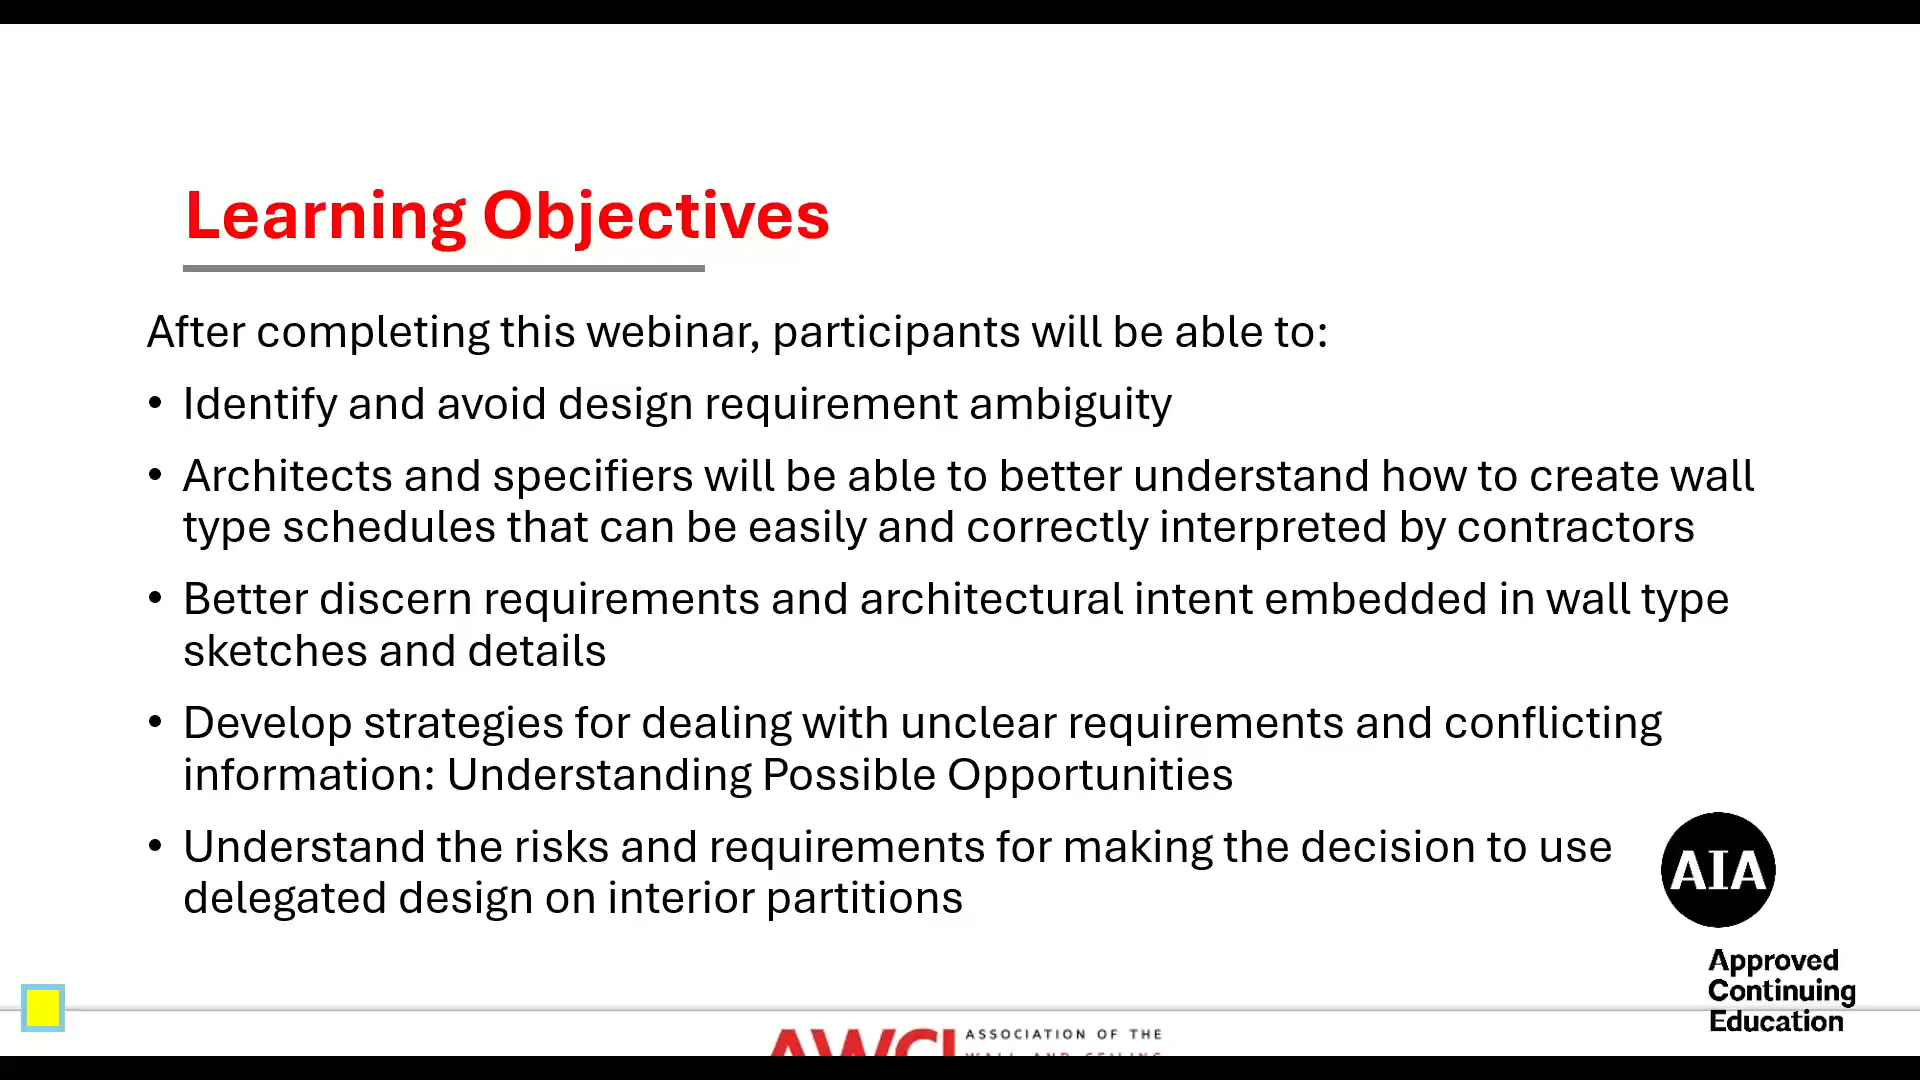 Learning Objectives
After completing this webinar, participants will be able to:
• Identify and avoid design requirement ambiguity
• Architects and specifiers will be able to better understand how to create wall
type schedules that can be easily and correctly interpreted by contractors
• Better discern requirements and architectural intent embedded in wall type
sketches and details
• Develop strategies for dealing with unclear requirements and conflicting
information: Understanding Possible Opportunities
• Understand the risks and requirements for making the decision to use
delegated design on interior partitions
AIA
Approved
Continuing
Education
AWCI ASSOCIATION OF THE